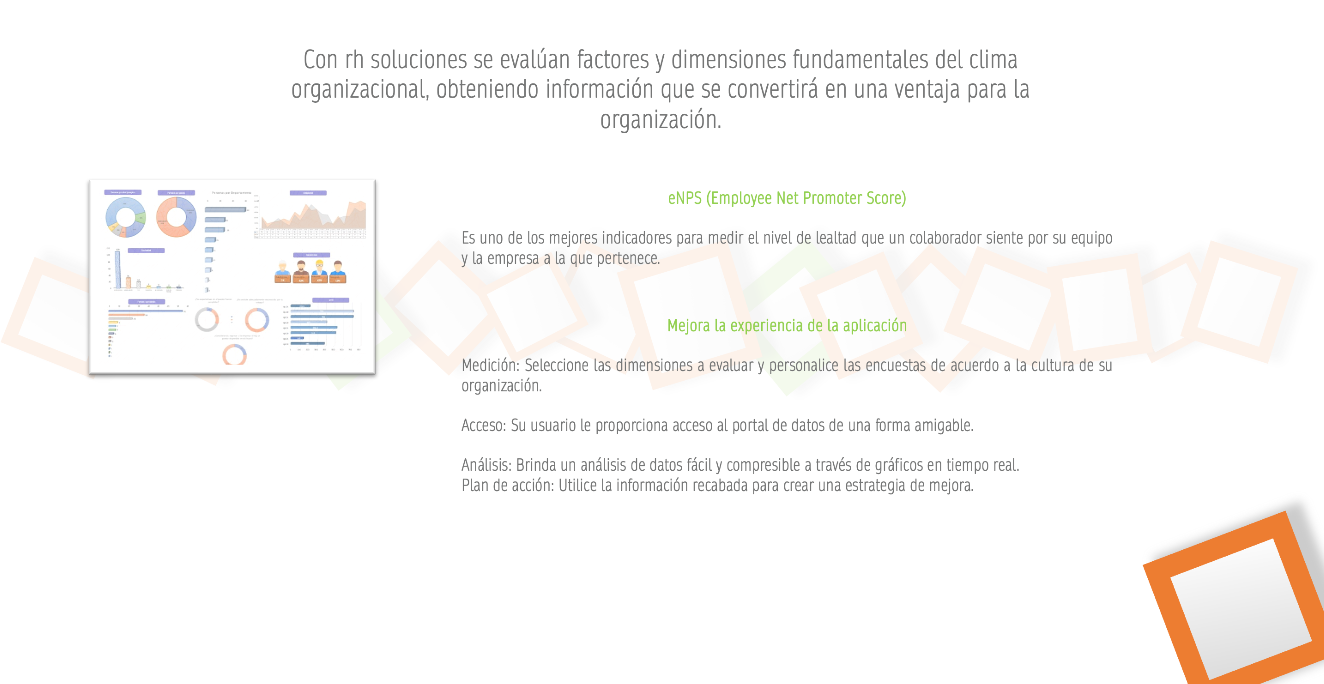 Con rh soluciones se evalúan factores y dimensiones fundamentales del clima
organizacional, obteniendo información que se convertirá en una ventaja para la
organización.
eNPS (Employee Net Promoter Score)
Es uno de los mejores indicadores para medir el nivel de lealtad que un colaborador siente por su equipo
y la empresa a la que pertenece.
Mejora la experiencia de la aplicación
Medición: Seleccione las dimensiones a evaluar y personalice las encuestas de acuerdo a la cultura de su
organización.
Acceso: Su usuario le proporciona acceso al portal de datos de una forma amigable.
Análisis: Brinda un análisis de datos fácil y compresible a través de gráficos en tiempo real.
Plan de acción: Utilice la información recabada para crear una estrategia de mejora.